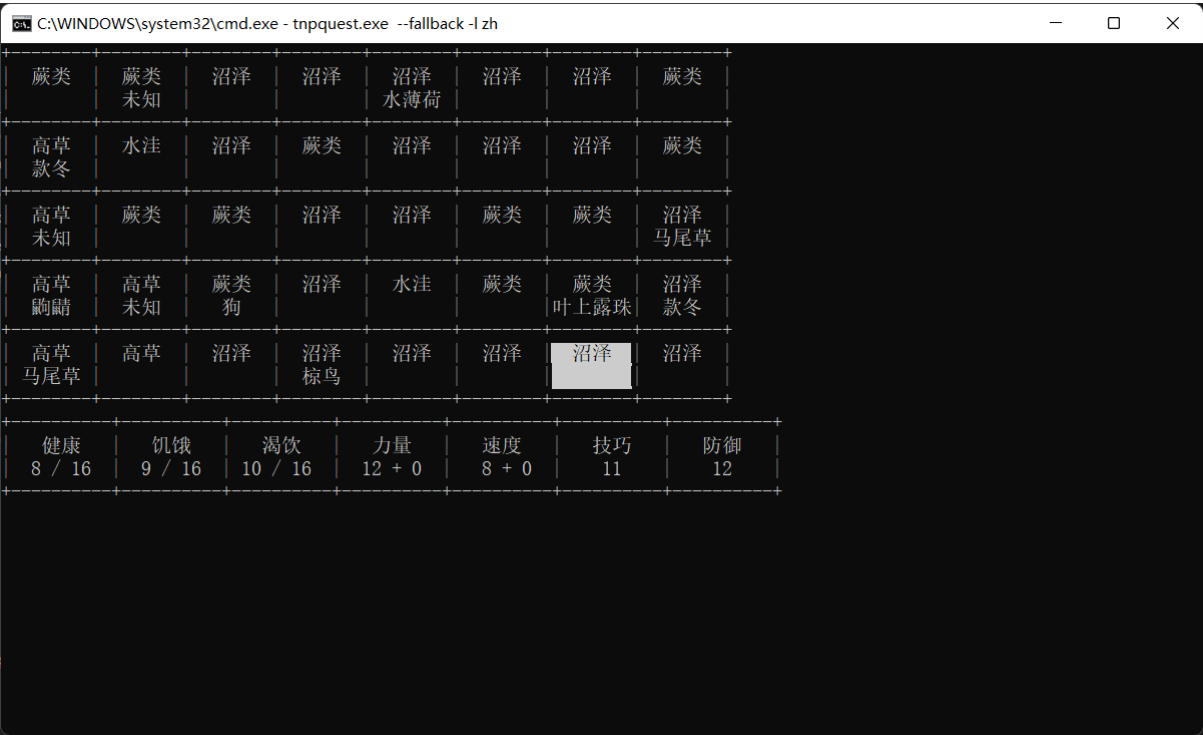 C:\WINDOWS\system32\cmd.exe - tnpquest.exe --fallback -l zh
蕨类 蕨类 沼泽 沼泽 沼泽 沼泽 沼泽 蕨类
未知 水薄荷
高草 水洼 沼泽 蕨类 沼泽 沼泽 沼泽 蕨类
款冬
高草 蕨类 蕨类 沼泽 沼泽 蕨类 蕨类 沼泽
未知 马尾草
高草 高草 蕨类 沼泽 水洼 蕨类 蕨类 沼泽
鼩鼱 未知 狗 叶上露珠 款冬
高草 高草 沼泽 沼泽 沼泽 沼泽 沼泽 沼泽
马尾草 椋鸟
健康 饥饿 渴饮 力量 速度 技巧 防御
8 / 16 9 / 16 10 / 16 12 + 0 8 + 0 11 12